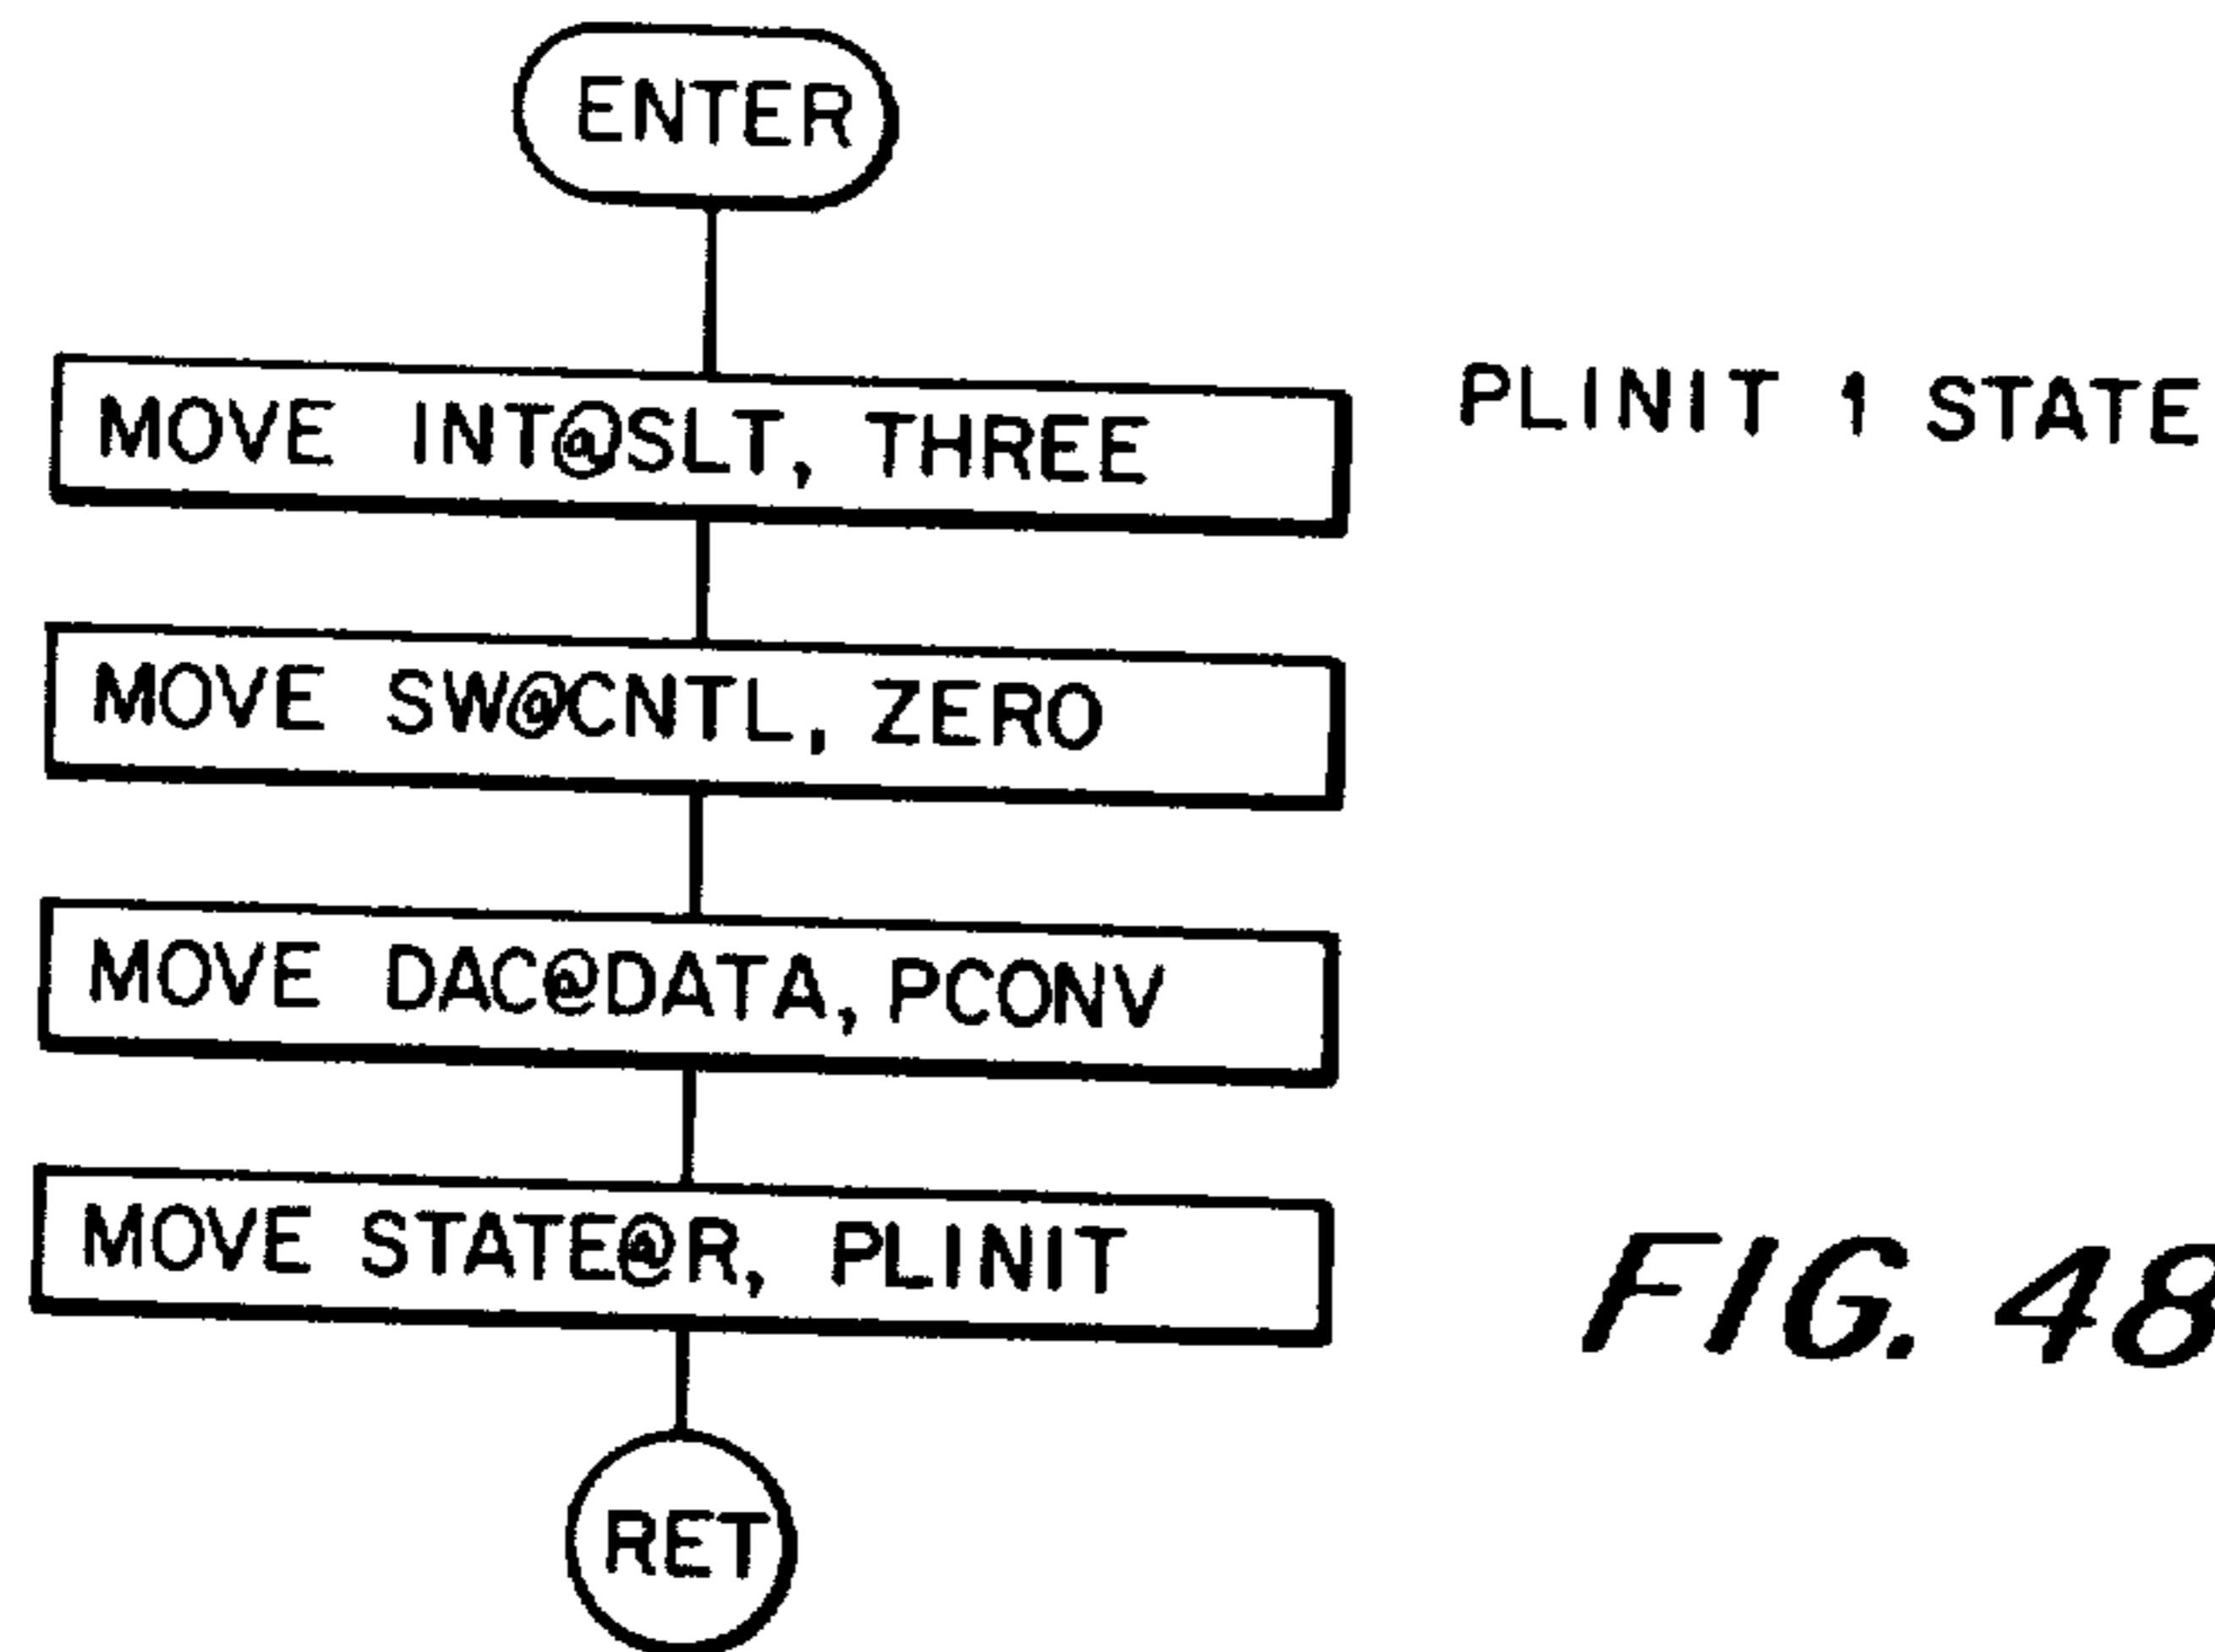 ENTER
MOVE INT@SLT, THREE
PLINIT 1 STATE
MOVE SW@CNTL, ZERO
MOVE DAC@DATA, PCONV
MOVE STATE@R, PLINIT
FIG. 48
RET